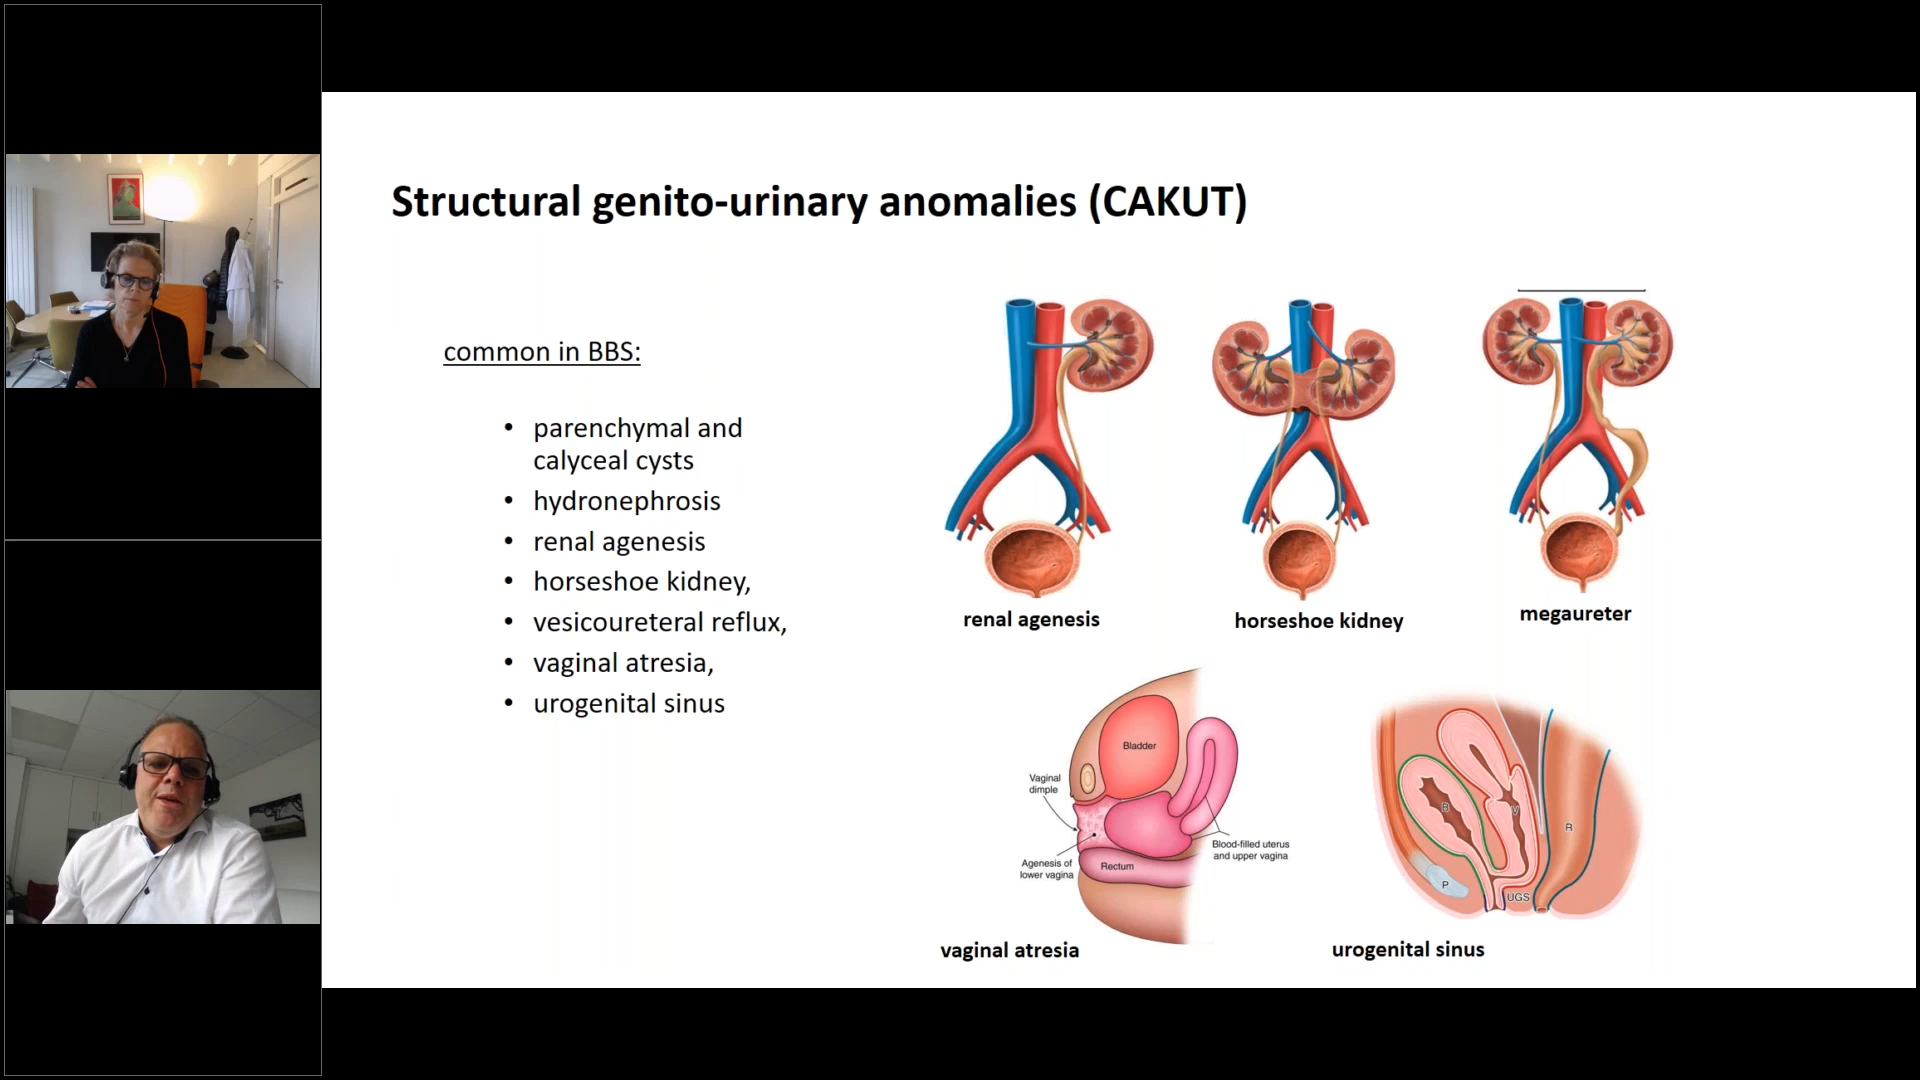 Structural genito-urinary anomalies (CAKUT)
common in BBS:
• parenchymal and
calyceal cysts
• hydronephrosis
• renal agenesis
• horseshoe kidney,
• vesicoureteral reflux,
• vaginal atresia,
• urogenital sinus
renal agenesis
horseshoe kidney
megaureter
Bladder
Vaginal
dimple
Agenesis of
lower vagina
Rectum
Blood-filled uterus
and upper vagina
vaginal atresia
B
V
R
P
UGS
urogenital sinus